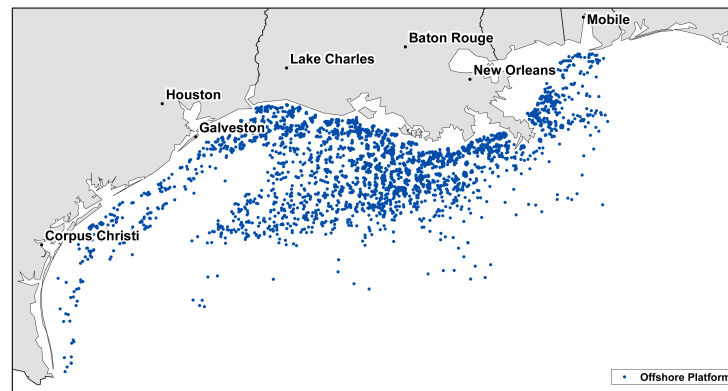 Mobile
Baton Rouge
Lake Charles
New Orleans
Houston
Galveston
Corpus Christi
Offshore Platform